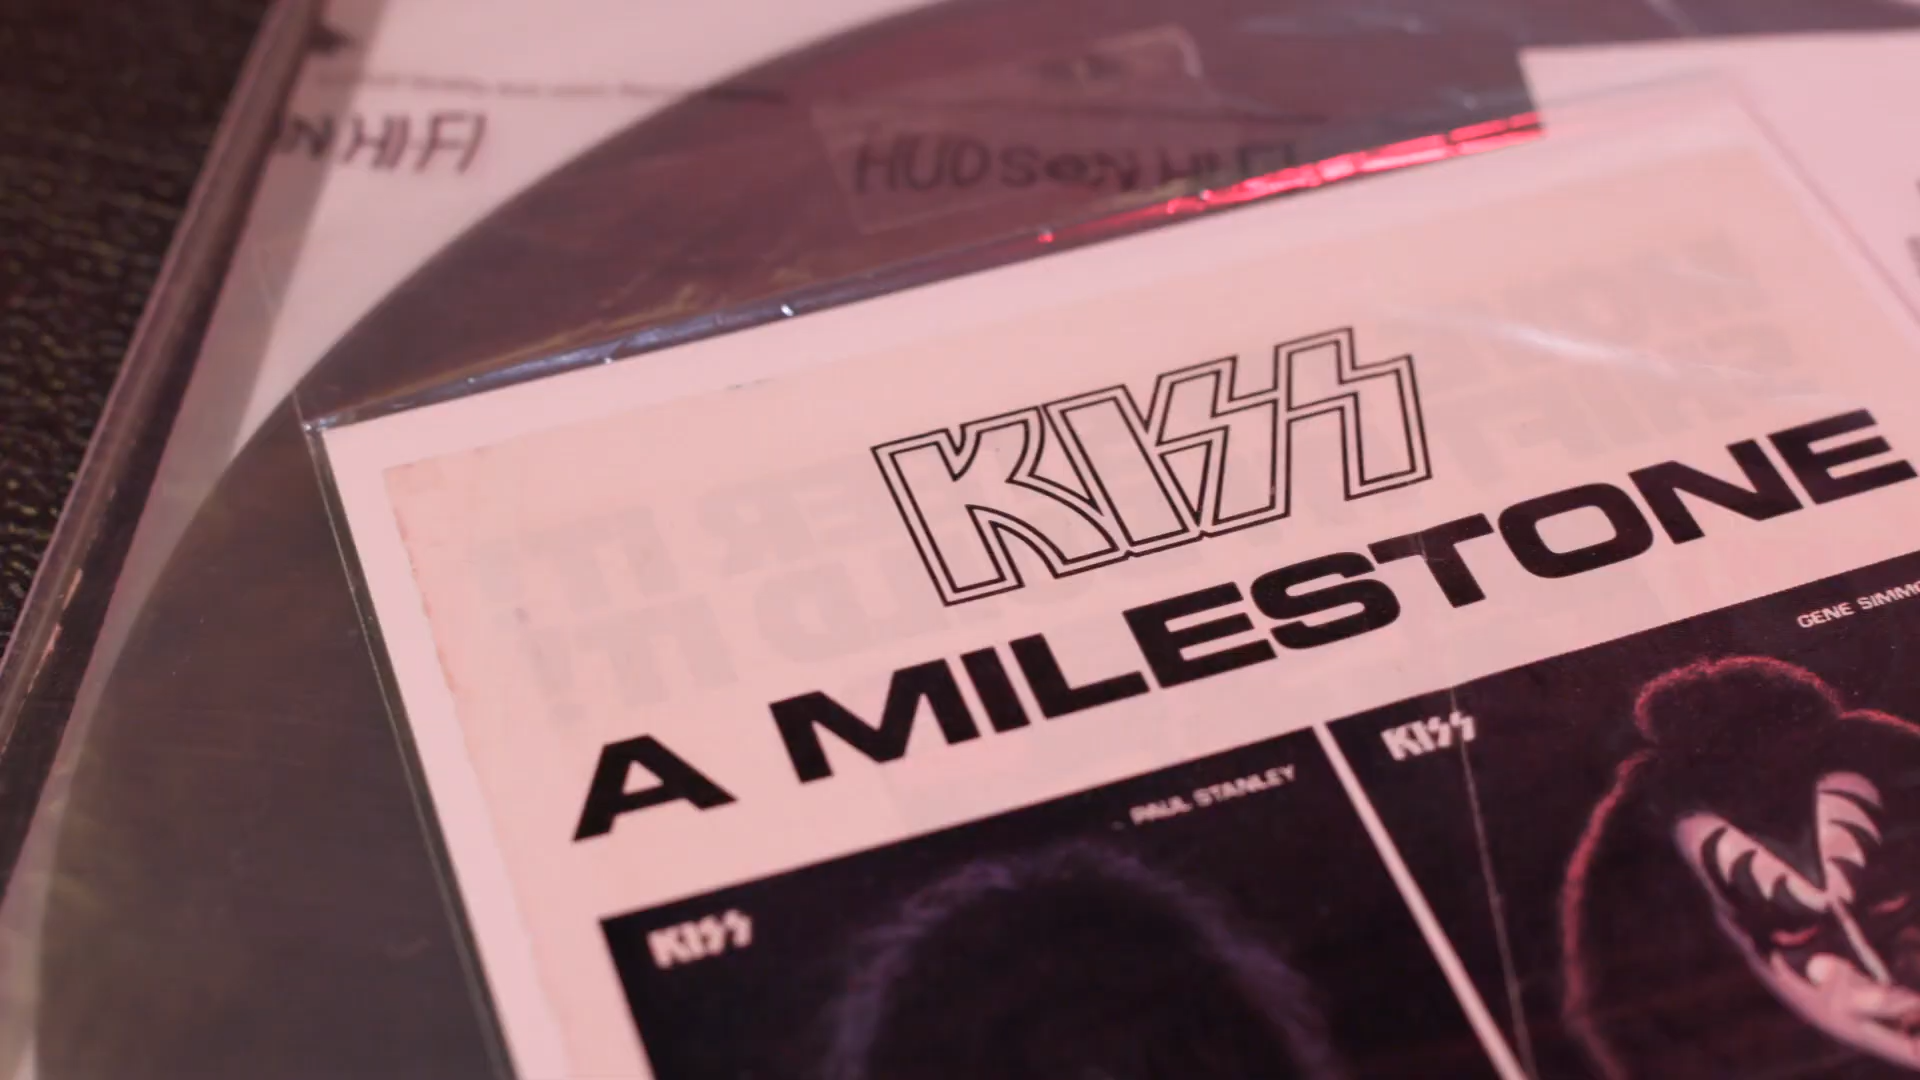 N HI-FI
HUDSON HI-FI
KISS
A MILESTONE
GENE SIMMO
KISS
PAUL STANLEY
KISS